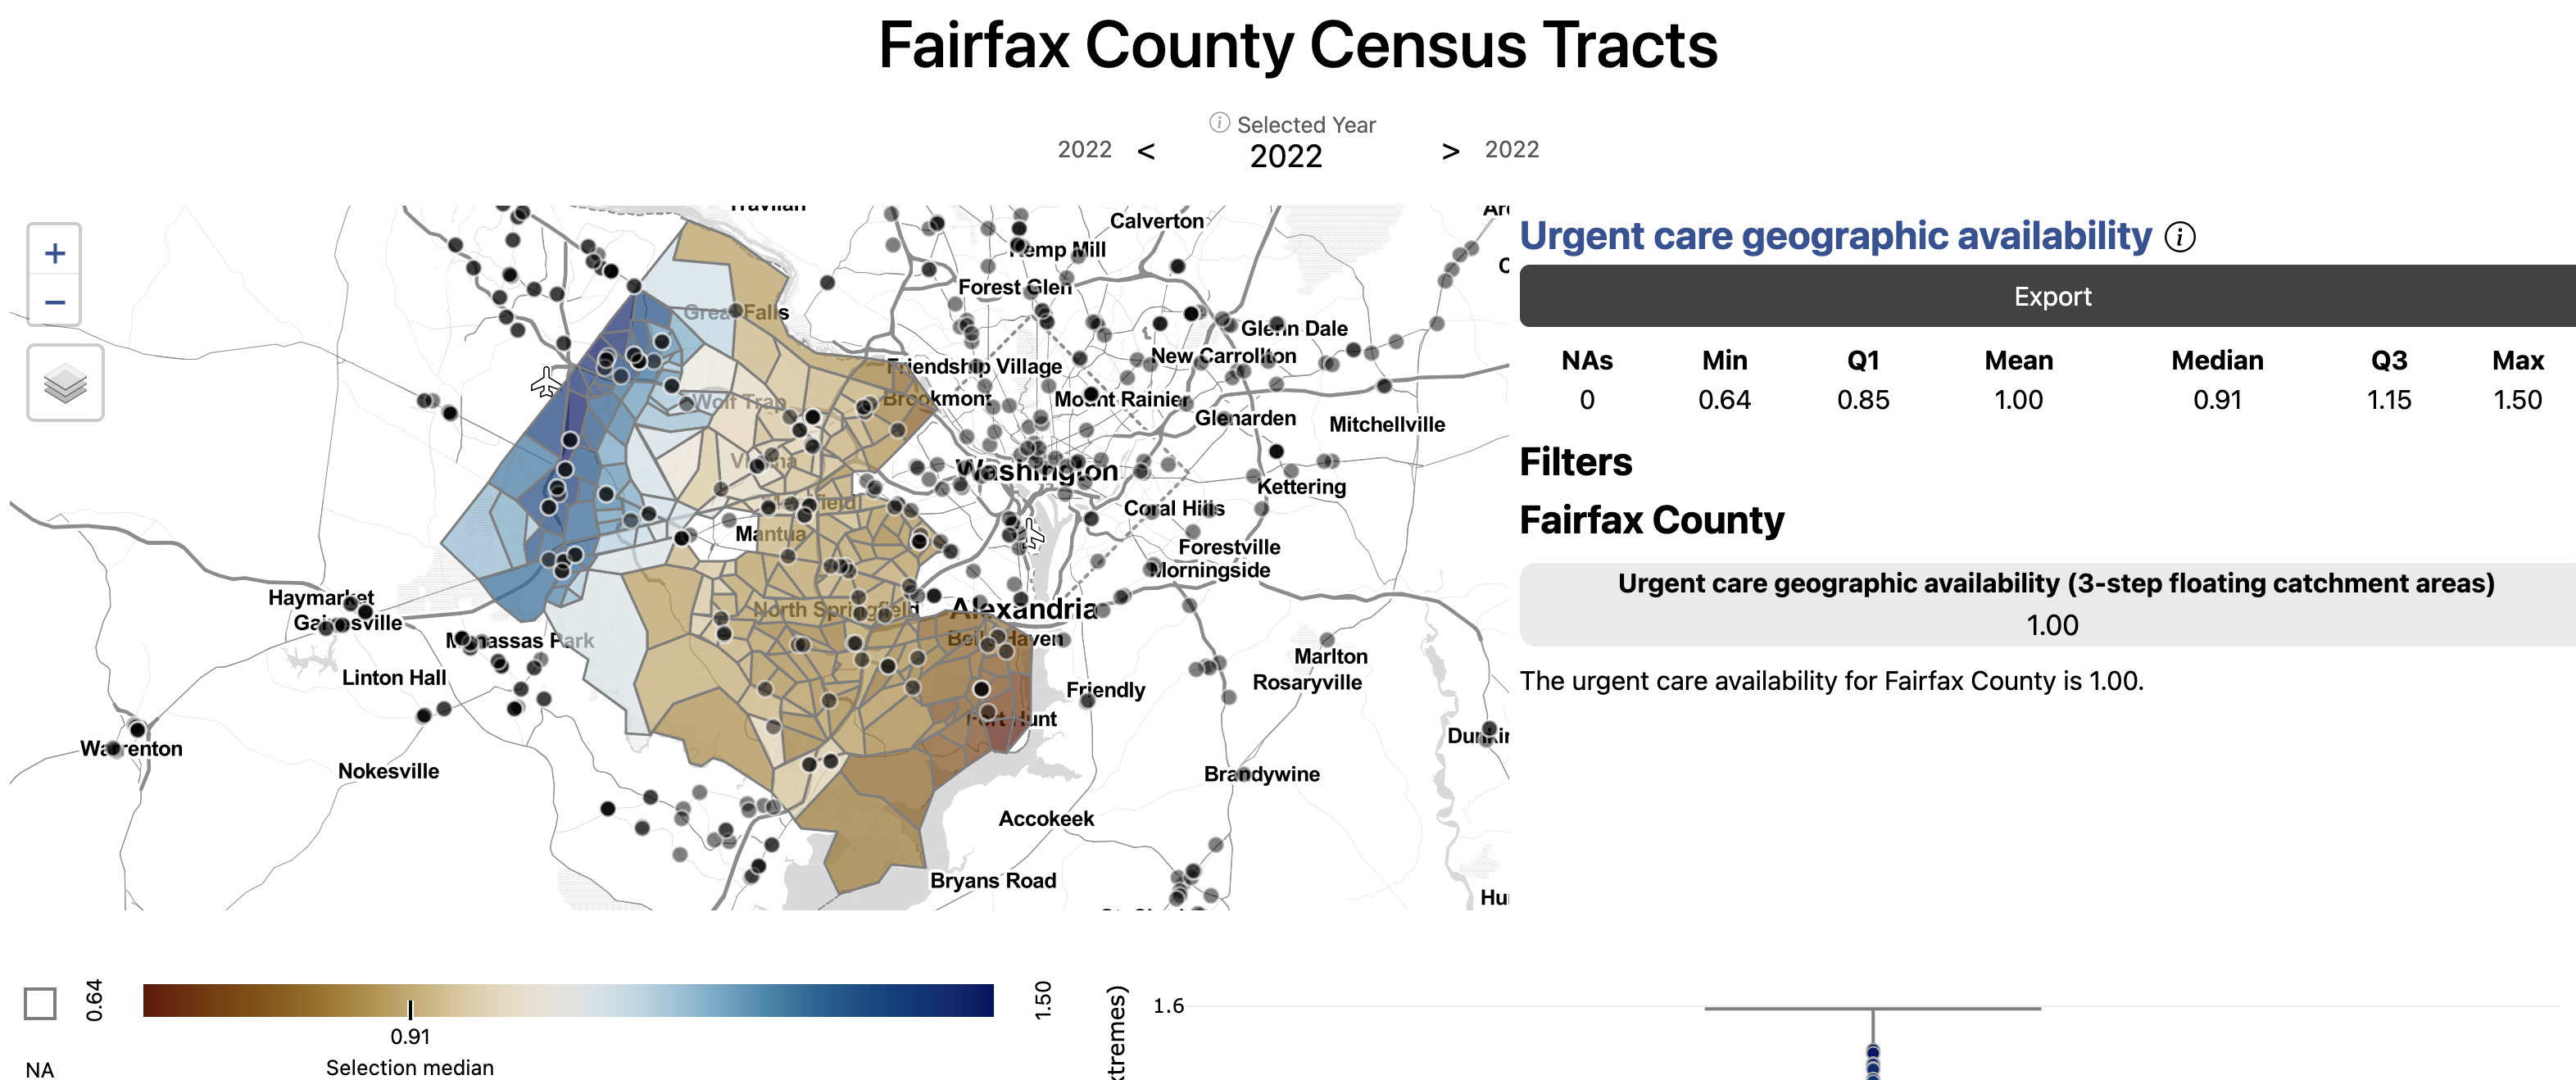 Fairfax County Census Tracts
Selected Year
2022 < 2022 > 2022
+
−
Calverton
Kemp Mill
Forest Glen
Great Falls
Glenn Dale
New Carrollton
Friendship Village
Wolf Trap
Brookmont
Mount Rainier
Glenarden
Mitchellville
Vienna
Washington
Kettering
Merrifield
Coral Hills
Mantua
Forestville
Morningside
Haymarket
Gainesville
North Springfield
Alexandria
Manassas Park
Belle Haven
Marlton
Linton Hall
Friendly
Rosaryville
Fort Hunt
Warrenton
Nokesville
Brandywine
Accokeek
Bryans Road
Urgent care geographic availability
Export
NAs Min Q1 Mean Median Q3 Max
0 0.64 0.85 1.00 0.91 1.15 1.50
Filters
Fairfax County
Urgent care geographic availability (3-step floating catchment areas)
1.00
The urgent care availability for Fairfax County is 1.00.
0.64
1.50
0.91
Selection median
NA
1.6